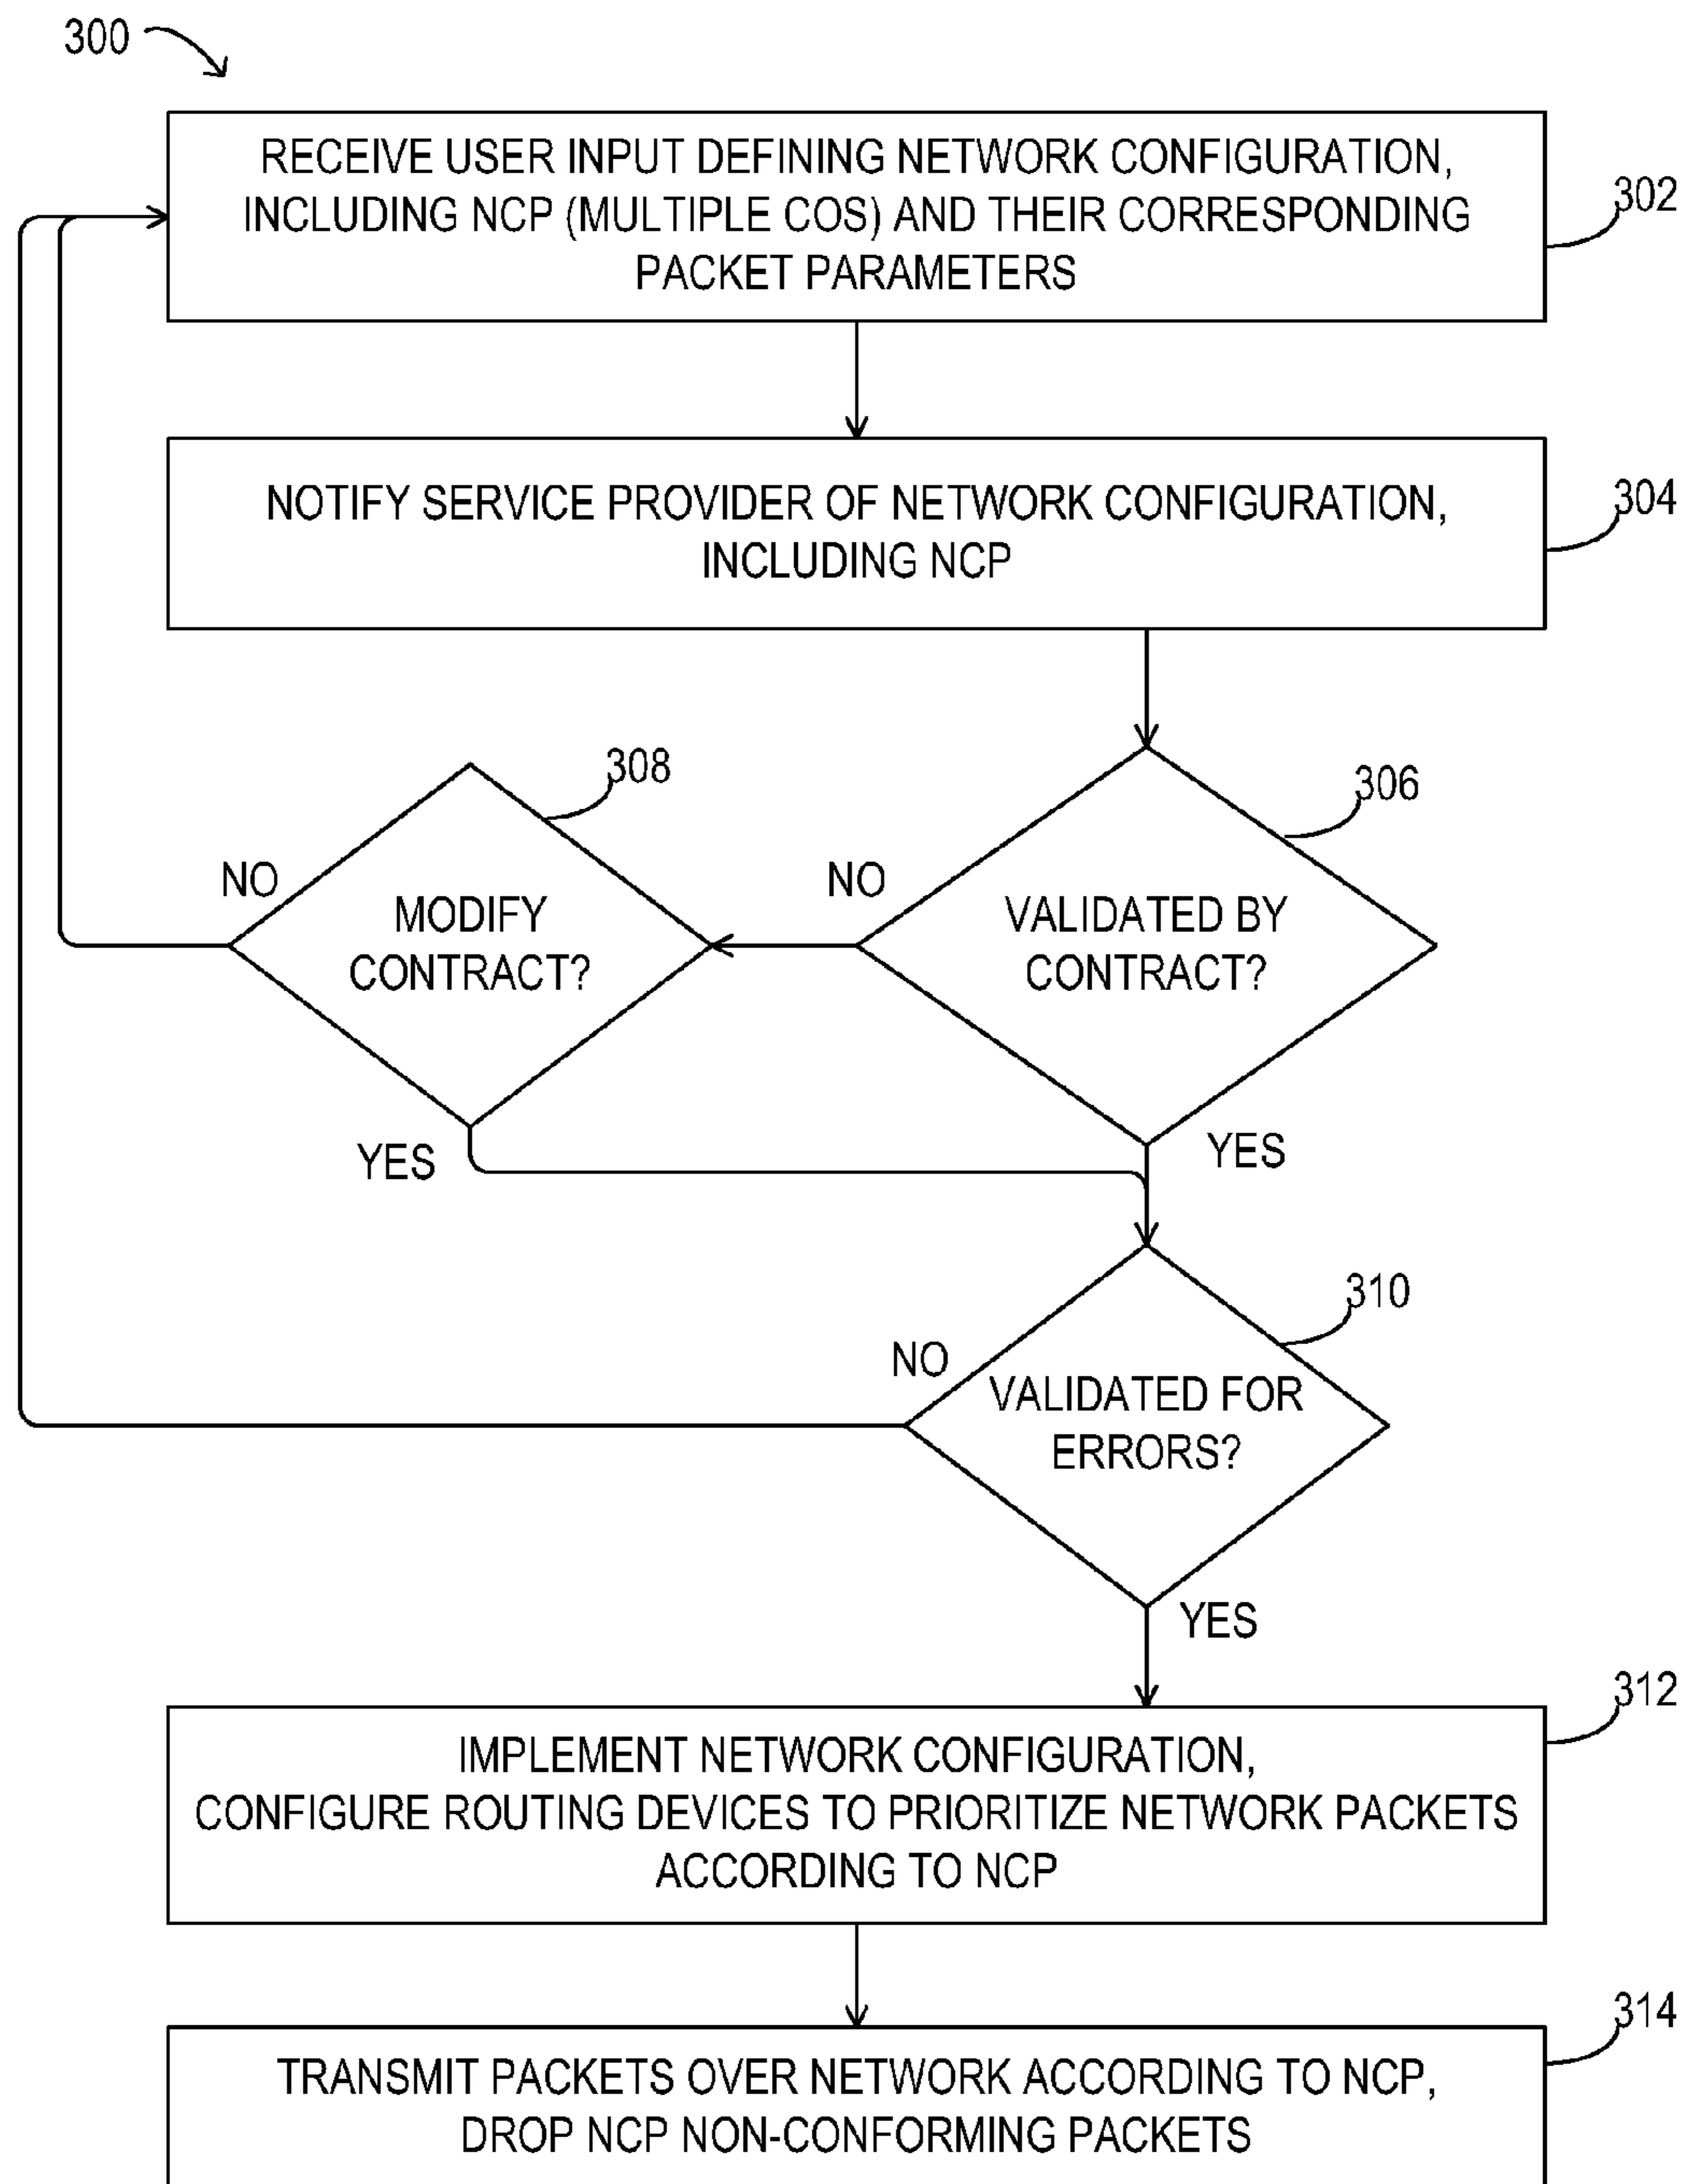 300
RECEIVE USER INPUT DEFINING NETWORK CONFIGURATION,
INCLUDING NCP (MULTIPLE COS) AND THEIR CORRESPONDING
PACKET PARAMETERS
302
NOTIFY SERVICE PROVIDER OF NETWORK CONFIGURATION,
INCLUDING NCP
304
308
306
NO
MODIFY
CONTRACT?
NO
VALIDATED BY
CONTRACT?
YES
YES
310
NO
VALIDATED FOR
ERRORS?
YES
312
IMPLEMENT NETWORK CONFIGURATION,
CONFIGURE ROUTING DEVICES TO PRIORITIZE NETWORK PACKETS
ACCORDING TO NCP
314
TRANSMIT PACKETS OVER NETWORK ACCORDING TO NCP,
DROP NCP NON-CONFORMING PACKETS